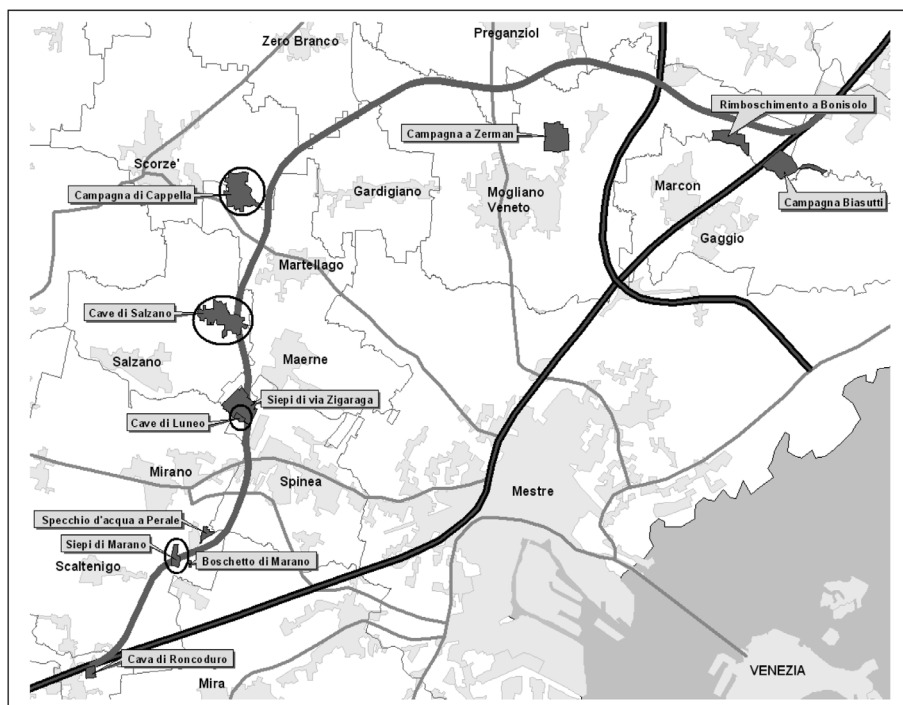 Zero Branco
Preganziol
Rimboschimento a Bonisolo
Campagna a Zerman
Scorze'
Campagna di Cappella
Gardigiano
Mogliano
Veneto
Marcon
Campagna Biasutti
Gaggio
Martellago
Cave di Salzano
Salzano
Maerne
Siepi di via Zigaraga
Cave di Luneo
Mirano
Spinea
Mestre
Specchio d'acqua a Perale
Siepi di Marano
Boschetto di Marano
Scaltenigo
Cava di Roncoduro
Mira
VENEZIA